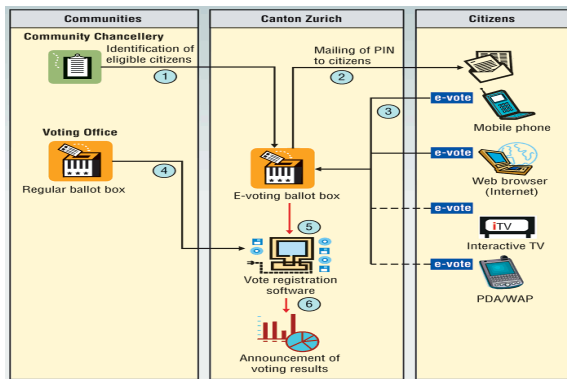 Communities
Canton Zurich
Citizens
Community Chancellery
Identification of
eligible citizens
1
Mailing of PIN
to citizens
2
3
e-vote
Mobile phone
Voting Office
4
Regular ballot box
E-voting ballot box
e-vote
Web browser
(Internet)
5
e-vote
iTV
Interactive TV
Vote registration
software
e-vote
PDA/WAP
6
Announcement of
voting results